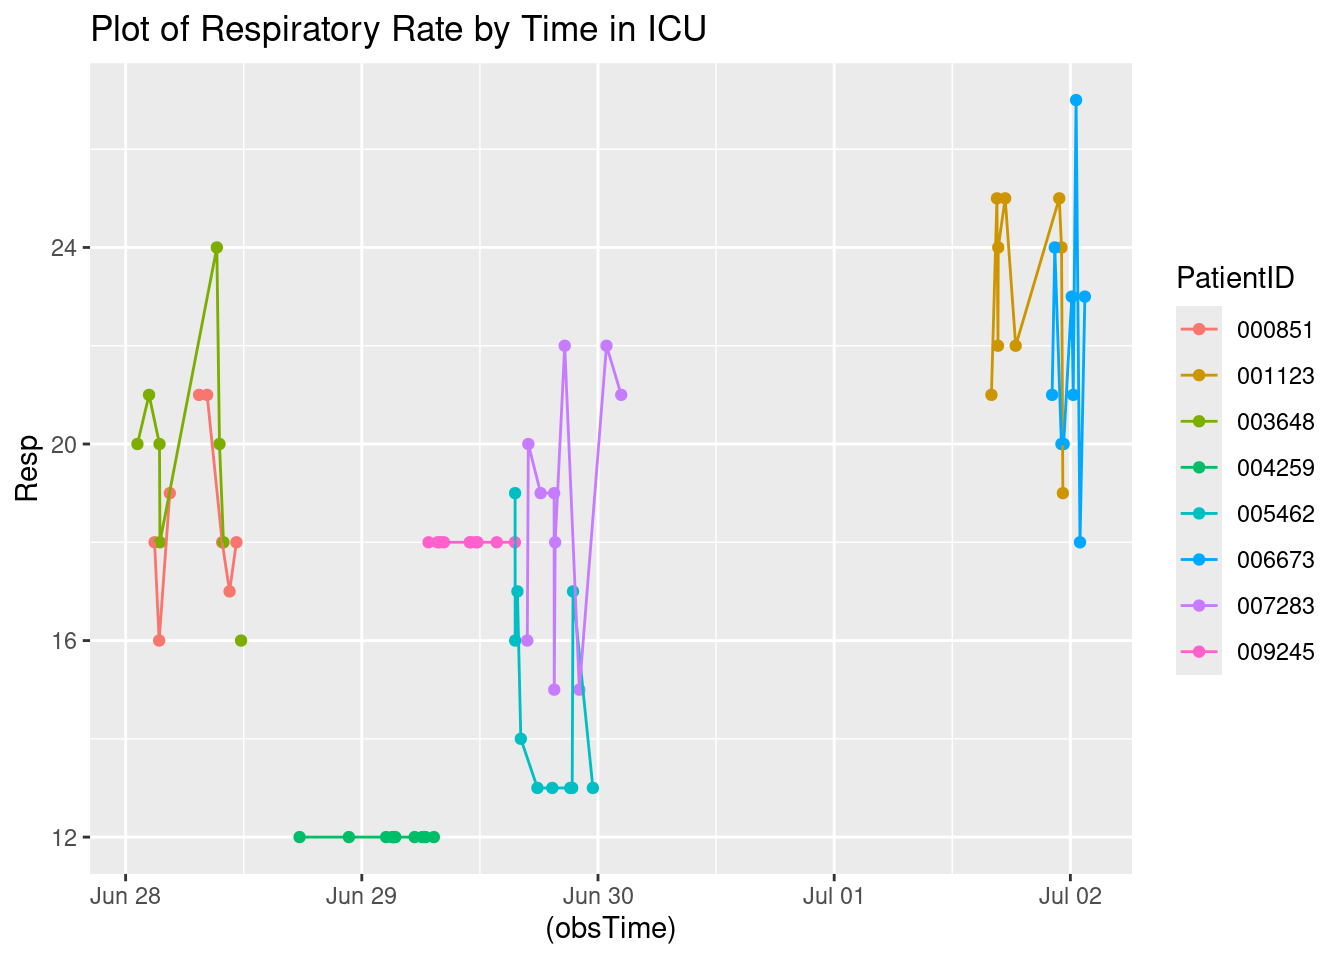 Plot of Respiratory Rate by Time in ICU
Resp
24
20
16
12
Jun 28
Jun 29
Jun 30
Jul 01
Jul 02
(obsTime)
PatientID
000851
001123
003648
004259
005462
006673
007283
009245